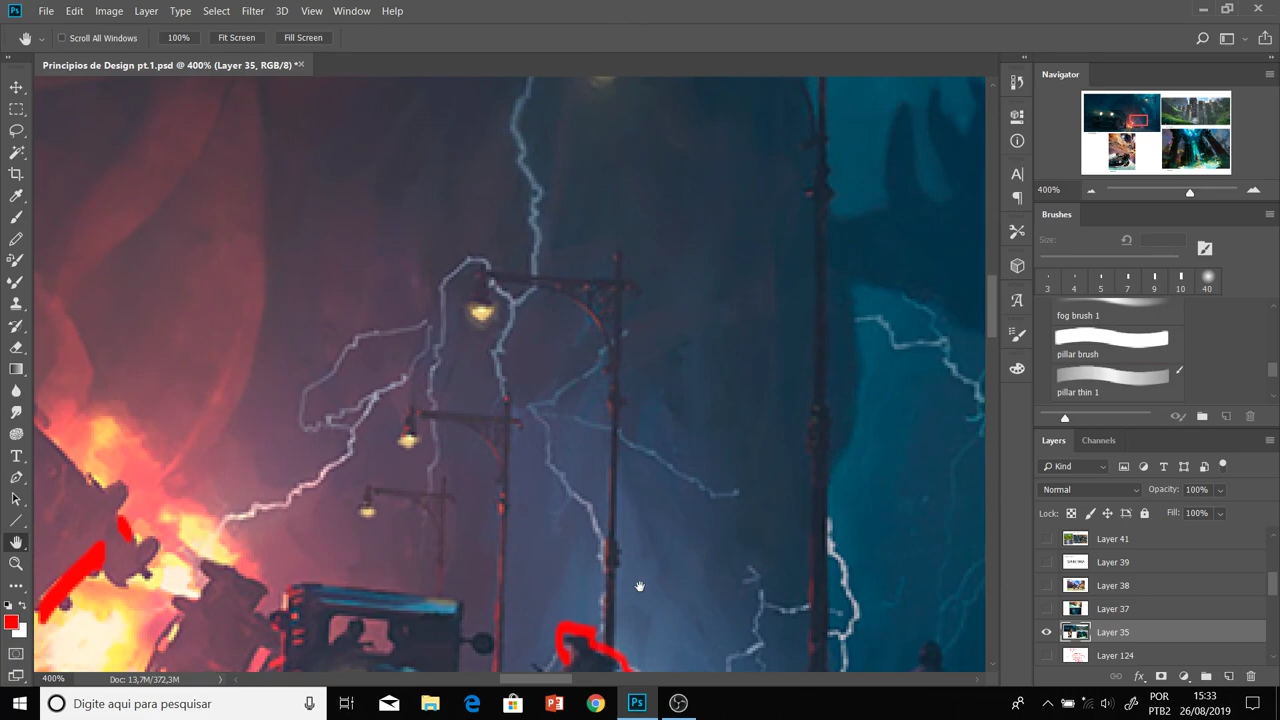 Ps File Edit Image Layer Type Select Filter 3D View Window Help
Scroll All Windows 100% Fit Screen Fill Screen
Principios de Design pt.1.psd @ 400% (Layer 35, RGB/8) *
Navigator
400%
Brushes
Size:
3 4 5 7 9 10 40
fog brush 1
pillar brush
pillar thin 1
Layers Channels
Kind
Normal Opacity: 100%
Lock: Fill: 100%
Layer 41
Layer 39
Layer 38
Layer 37
Layer 35
Layer 124
400% Doc: 13,7M/372,3M
Digite aqui para pesquisar
POR
PTB2
15:33
26/08/2019